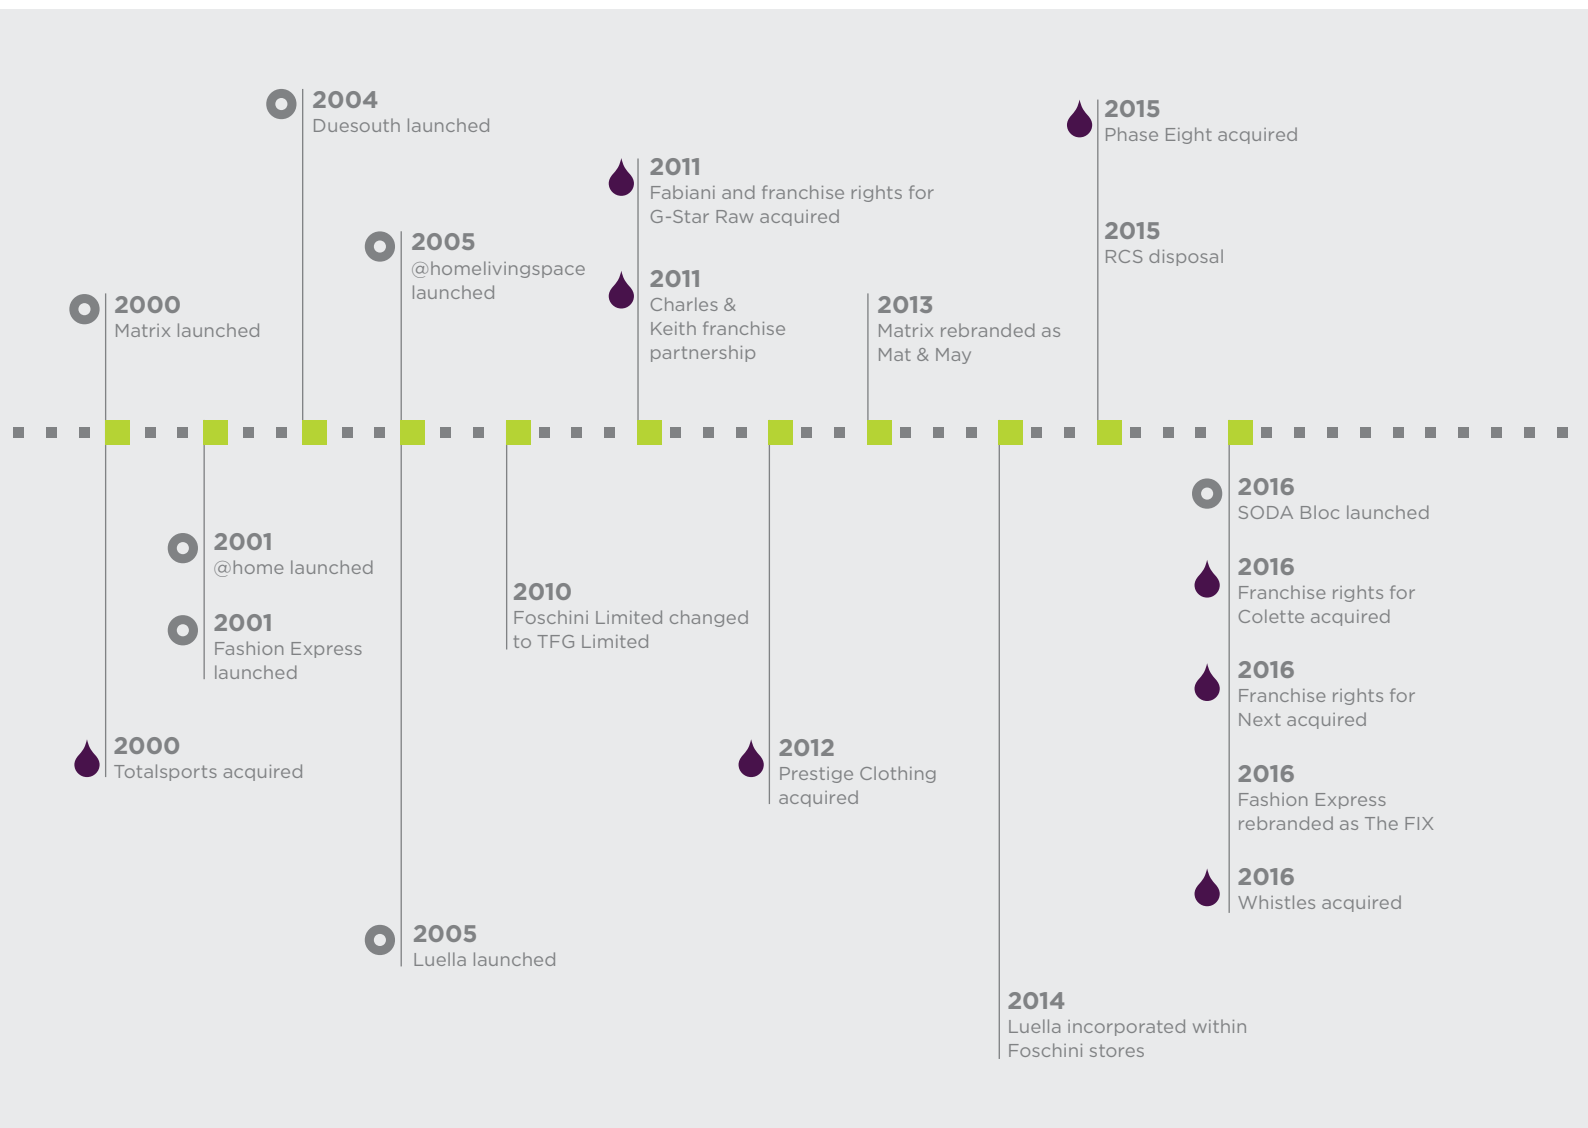 2004
Duesouth launched
2015
Phase Eight acquired
2011
Fabiani and franchise rights for
G-Star Raw acquired
2015
RCS disposal
2005
@homelivingspace
launched
2011
Charles &
Keith franchise
partnership
2000
Matrix launched
2013
Matrix rebranded as
Mat & May
2016
SODA Bloc launched
2001
@home launched
2016
Franchise rights for
Colette acquired
2010
Foschini Limited changed
to TFG Limited
2001
Fashion Express
launched
2016
Franchise rights for
Next acquired
2000
Totalsports acquired
2012
Prestige Clothing
acquired
2016
Fashion Express
rebranded as The FIX
2016
Whistles acquired
2005
Luella launched
2014
Luella incorporated within
Foschini stores